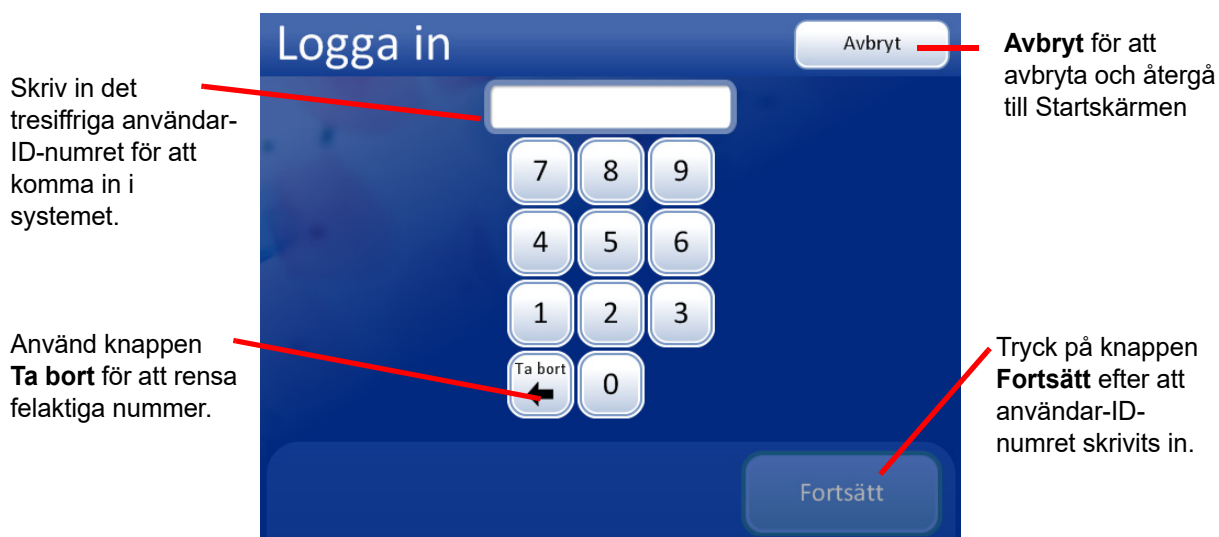 Logga in
Avbryt
Avbryt för att
avbryta och återgå
till Startskärmen
Skriv in det
tresiffriga användar-
ID-numret för att
komma in i
systemet.
7 8 9
4 5 6
1 2 3
Ta bort
0
Använd knappen
Ta bort för att rensa
felaktiga nummer.
Tryck på knappen
Fortsätt efter att
användar-ID-
numret skrivits in.
Fortsätt